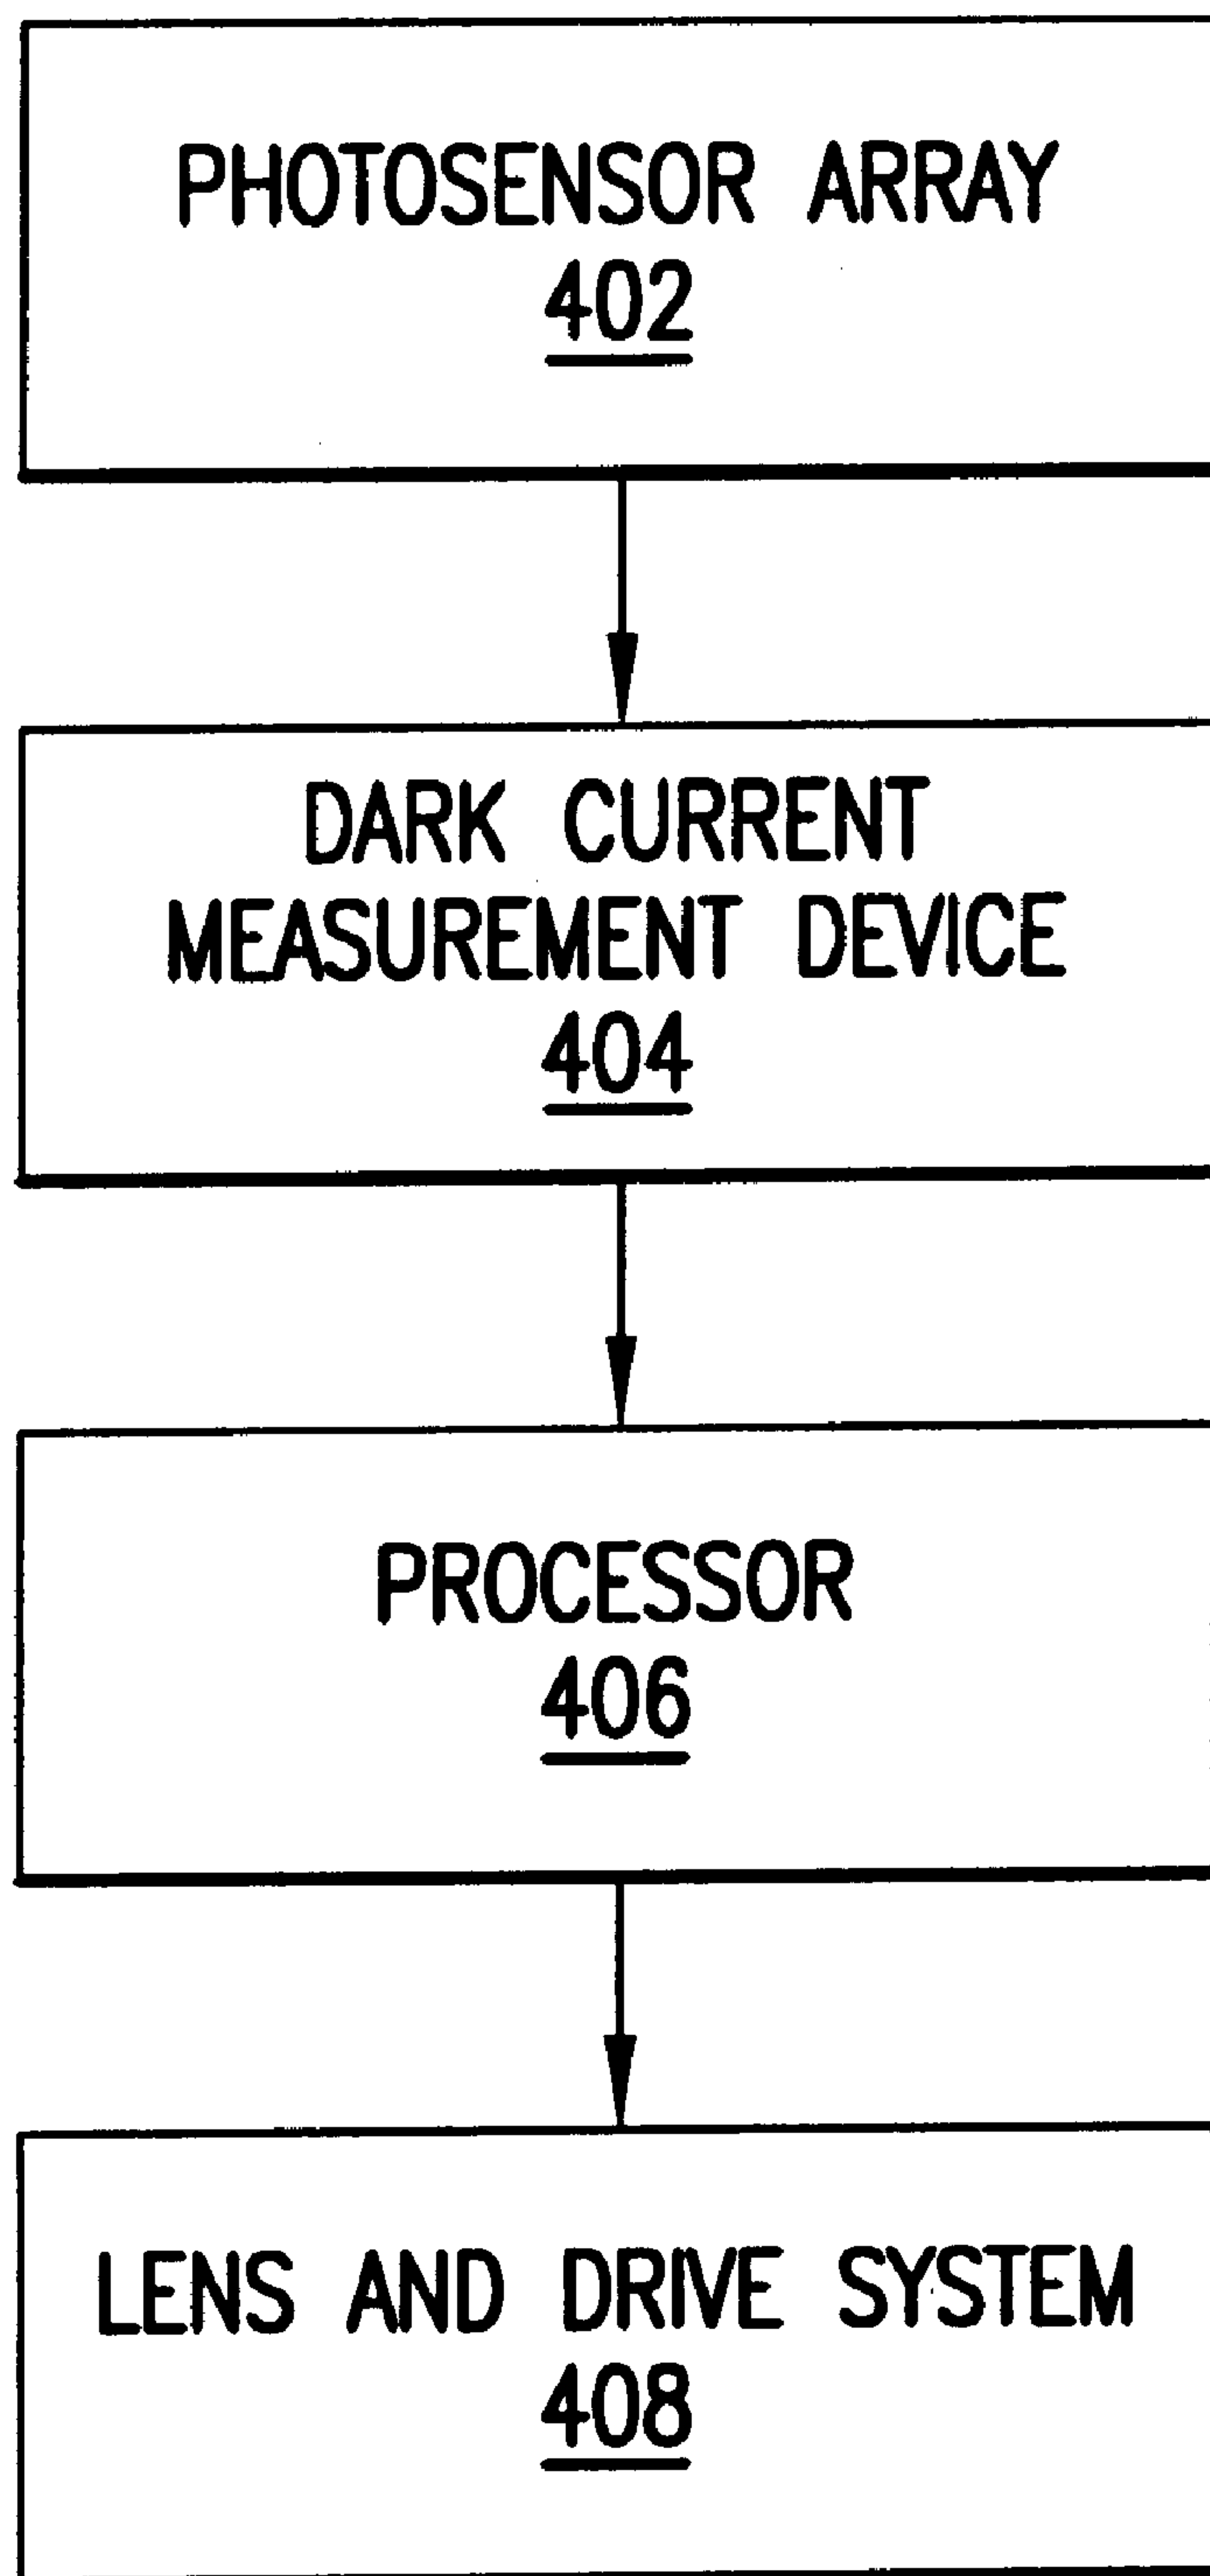 PHOTOSENSOR ARRAY
402
DARK CURRENT
MEASUREMENT DEVICE
404
PROCESSOR
406
LENS AND DRIVE SYSTEM
408